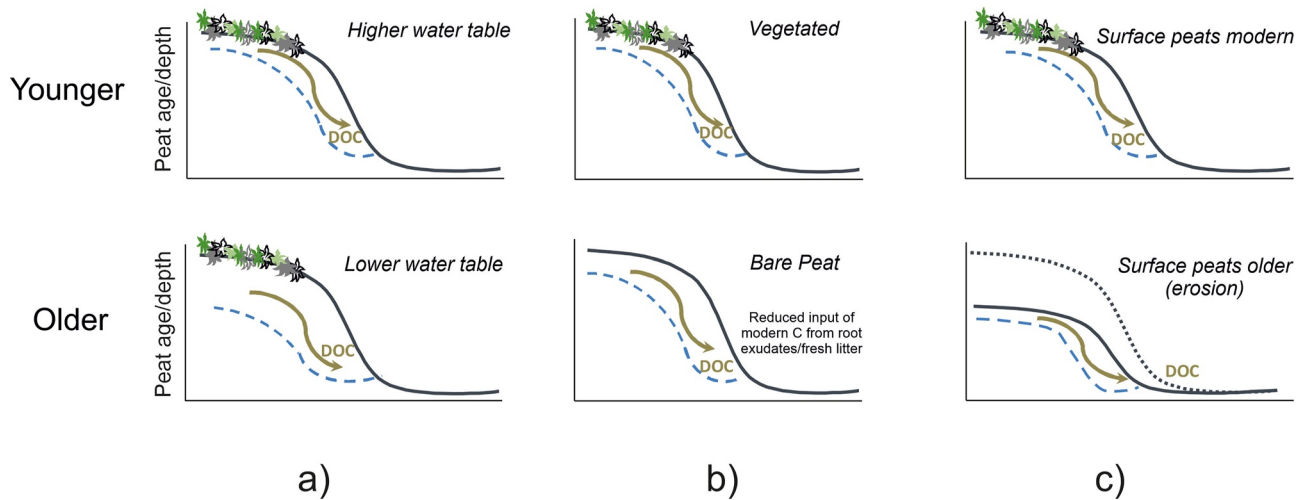 Younger
Peat age/depth
Higher water table
DOC
Vegetated
DOC
Surface peats modern
DOC
Older
Peat age/depth
Lower water table
DOC
Bare Peat
Reduced input of
modern C from root
exudates/fresh litter
DOC
Surface peats older
(erosion)
DOC
a)
b)
c)